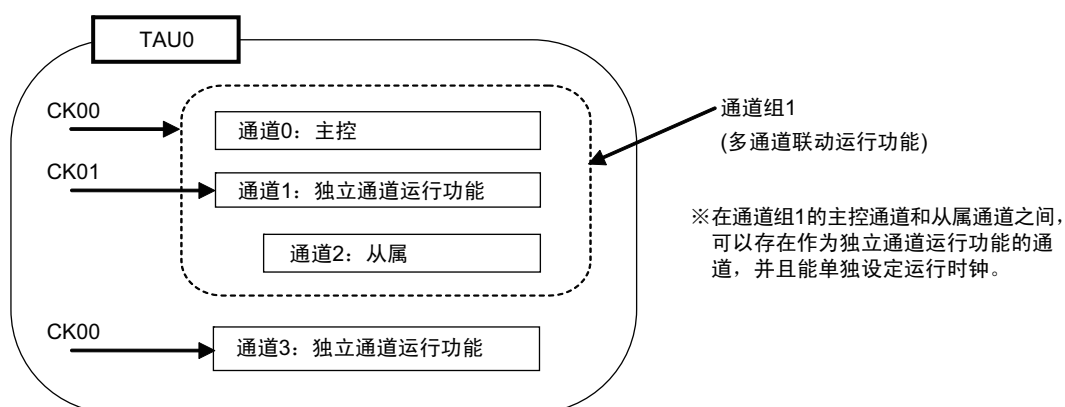 TAU0
CK00
通道0：主控
CK01
通道1：独立通道运行功能
通道2：从属
CK00
通道3：独立通道运行功能
通道组1
(多通道联动运行功能)
※在通道组1的主控通道和从属通道之间，
可以存在作为独立通道运行功能的通
道，并且能单独设定运行时钟。